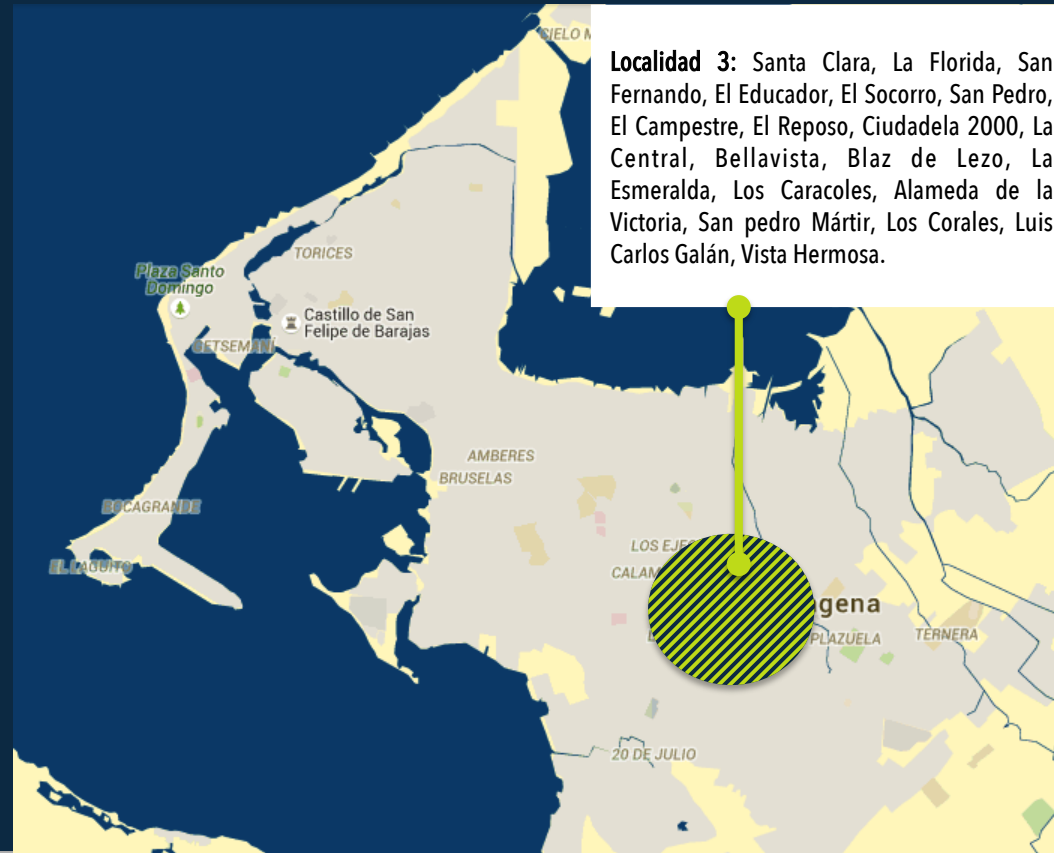 CIELO M
Localidad 3: Santa Clara, La Florida, San
Fernando, El Educador, El Socorro, San Pedro,
El Campestre, El Reposo, Ciudadela 2000, La
Central, Bellavista, Blaz de Lezo, La
Esmeralda, Los Caracoles, Alameda de la
Victoria, San pedro Mártir, Los Corales, Luis
Carlos Galán, Vista Hermosa.
TORICES
Plaza Santo
Domingo
Castillo de San
Felipe de Barajas
GETSEMANÍ
AMBERES
BRUSELAS
BOCAGRANDE
LOS EJE
EL LAGUITO
CALAM
gena
PLAZUELA
TERNERA
20 DE JULIO